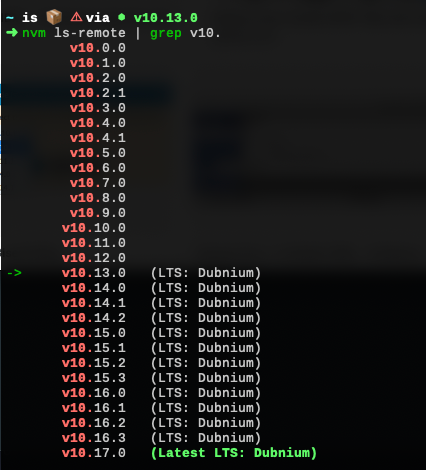 ~ is 📦 ⚠ via ● v10.13.0
➜ nvm ls-remote | grep v10.
v10.0.0
v10.1.0
v10.2.0
v10.2.1
v10.3.0
v10.4.0
v10.4.1
v10.5.0
v10.6.0
v10.7.0
v10.8.0
v10.9.0
v10.10.0
v10.11.0
v10.12.0
-> v10.13.0 (LTS: Dubnium)
v10.14.0 (LTS: Dubnium)
v10.14.1 (LTS: Dubnium)
v10.14.2 (LTS: Dubnium)
v10.15.0 (LTS: Dubnium)
v10.15.1 (LTS: Dubnium)
v10.15.2 (LTS: Dubnium)
v10.15.3 (LTS: Dubnium)
v10.16.0 (LTS: Dubnium)
v10.16.1 (LTS: Dubnium)
v10.16.2 (LTS: Dubnium)
v10.16.3 (LTS: Dubnium)
v10.17.0 (Latest LTS: Dubnium)